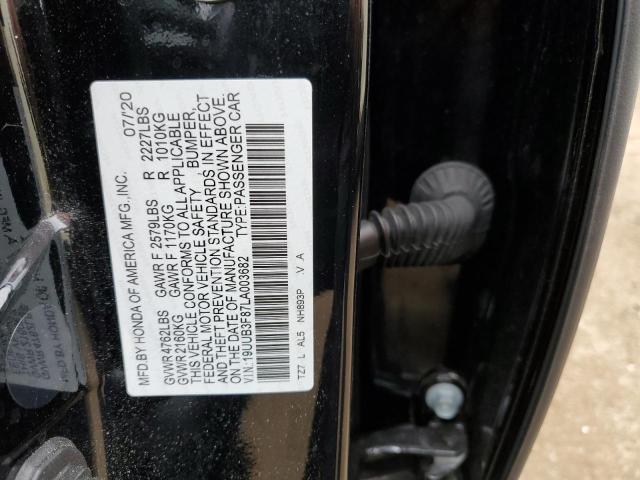 MFD.BY HONDA OF AMERICA MFG.,INC. 07/'20
GVWR 4762LBS GAWR F 2579LBS R 2227LBS
GVWR 2160KG GAWR F 1170KG R 1010KG
THIS VEHICLE CONFORMS TO ALL APPLICABLE
FEDERAL MOTOR VEHICLE SAFETY , BUMPER,
AND THEFT PREVENTION STANDARDS IN EFFECT
ON THE DATE OF MANUFACTURE SHOWN ABOVE.
V.I.N.:19UUB3F87LA003682 TYPE:PASSENGER CAR
TZ7 L AL5 NH893P .V A